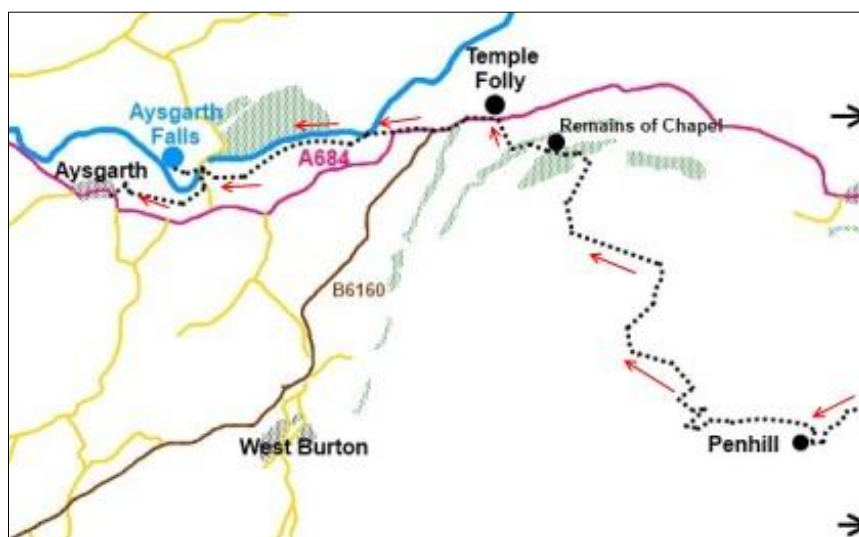 Temple
Folly
Aysgarth
Falls
Remains of Chapel
A684
Aysgarth
B6160
West Burton
Penhill